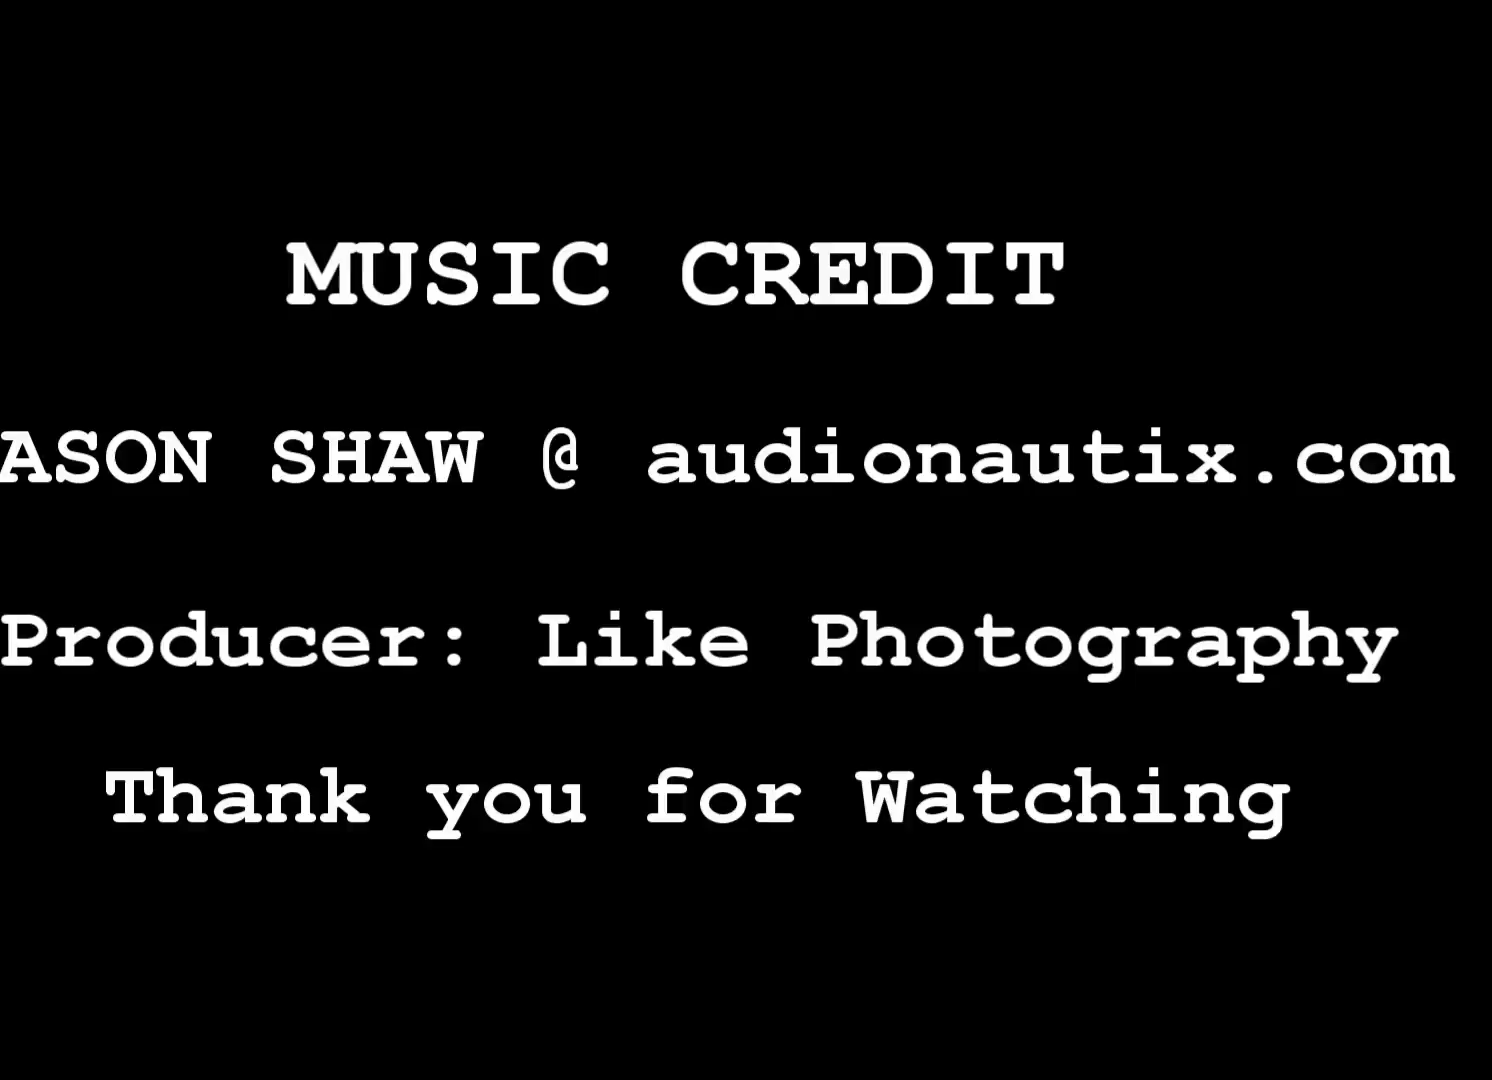 MUSIC CREDIT
ASON SHAW @ audionautix.com
Producer: Like Photography
Thank you for Watching